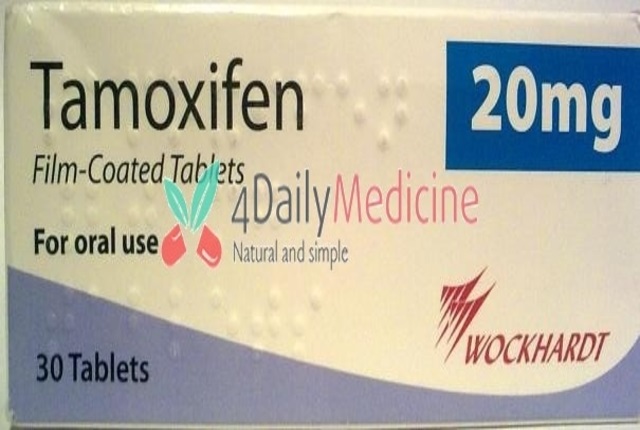 Tamoxifen
20mg
Film-Coated Tablets
4DailyMedicine
For oral use
Natural and simple
WOCKHARDT
30 Tablets